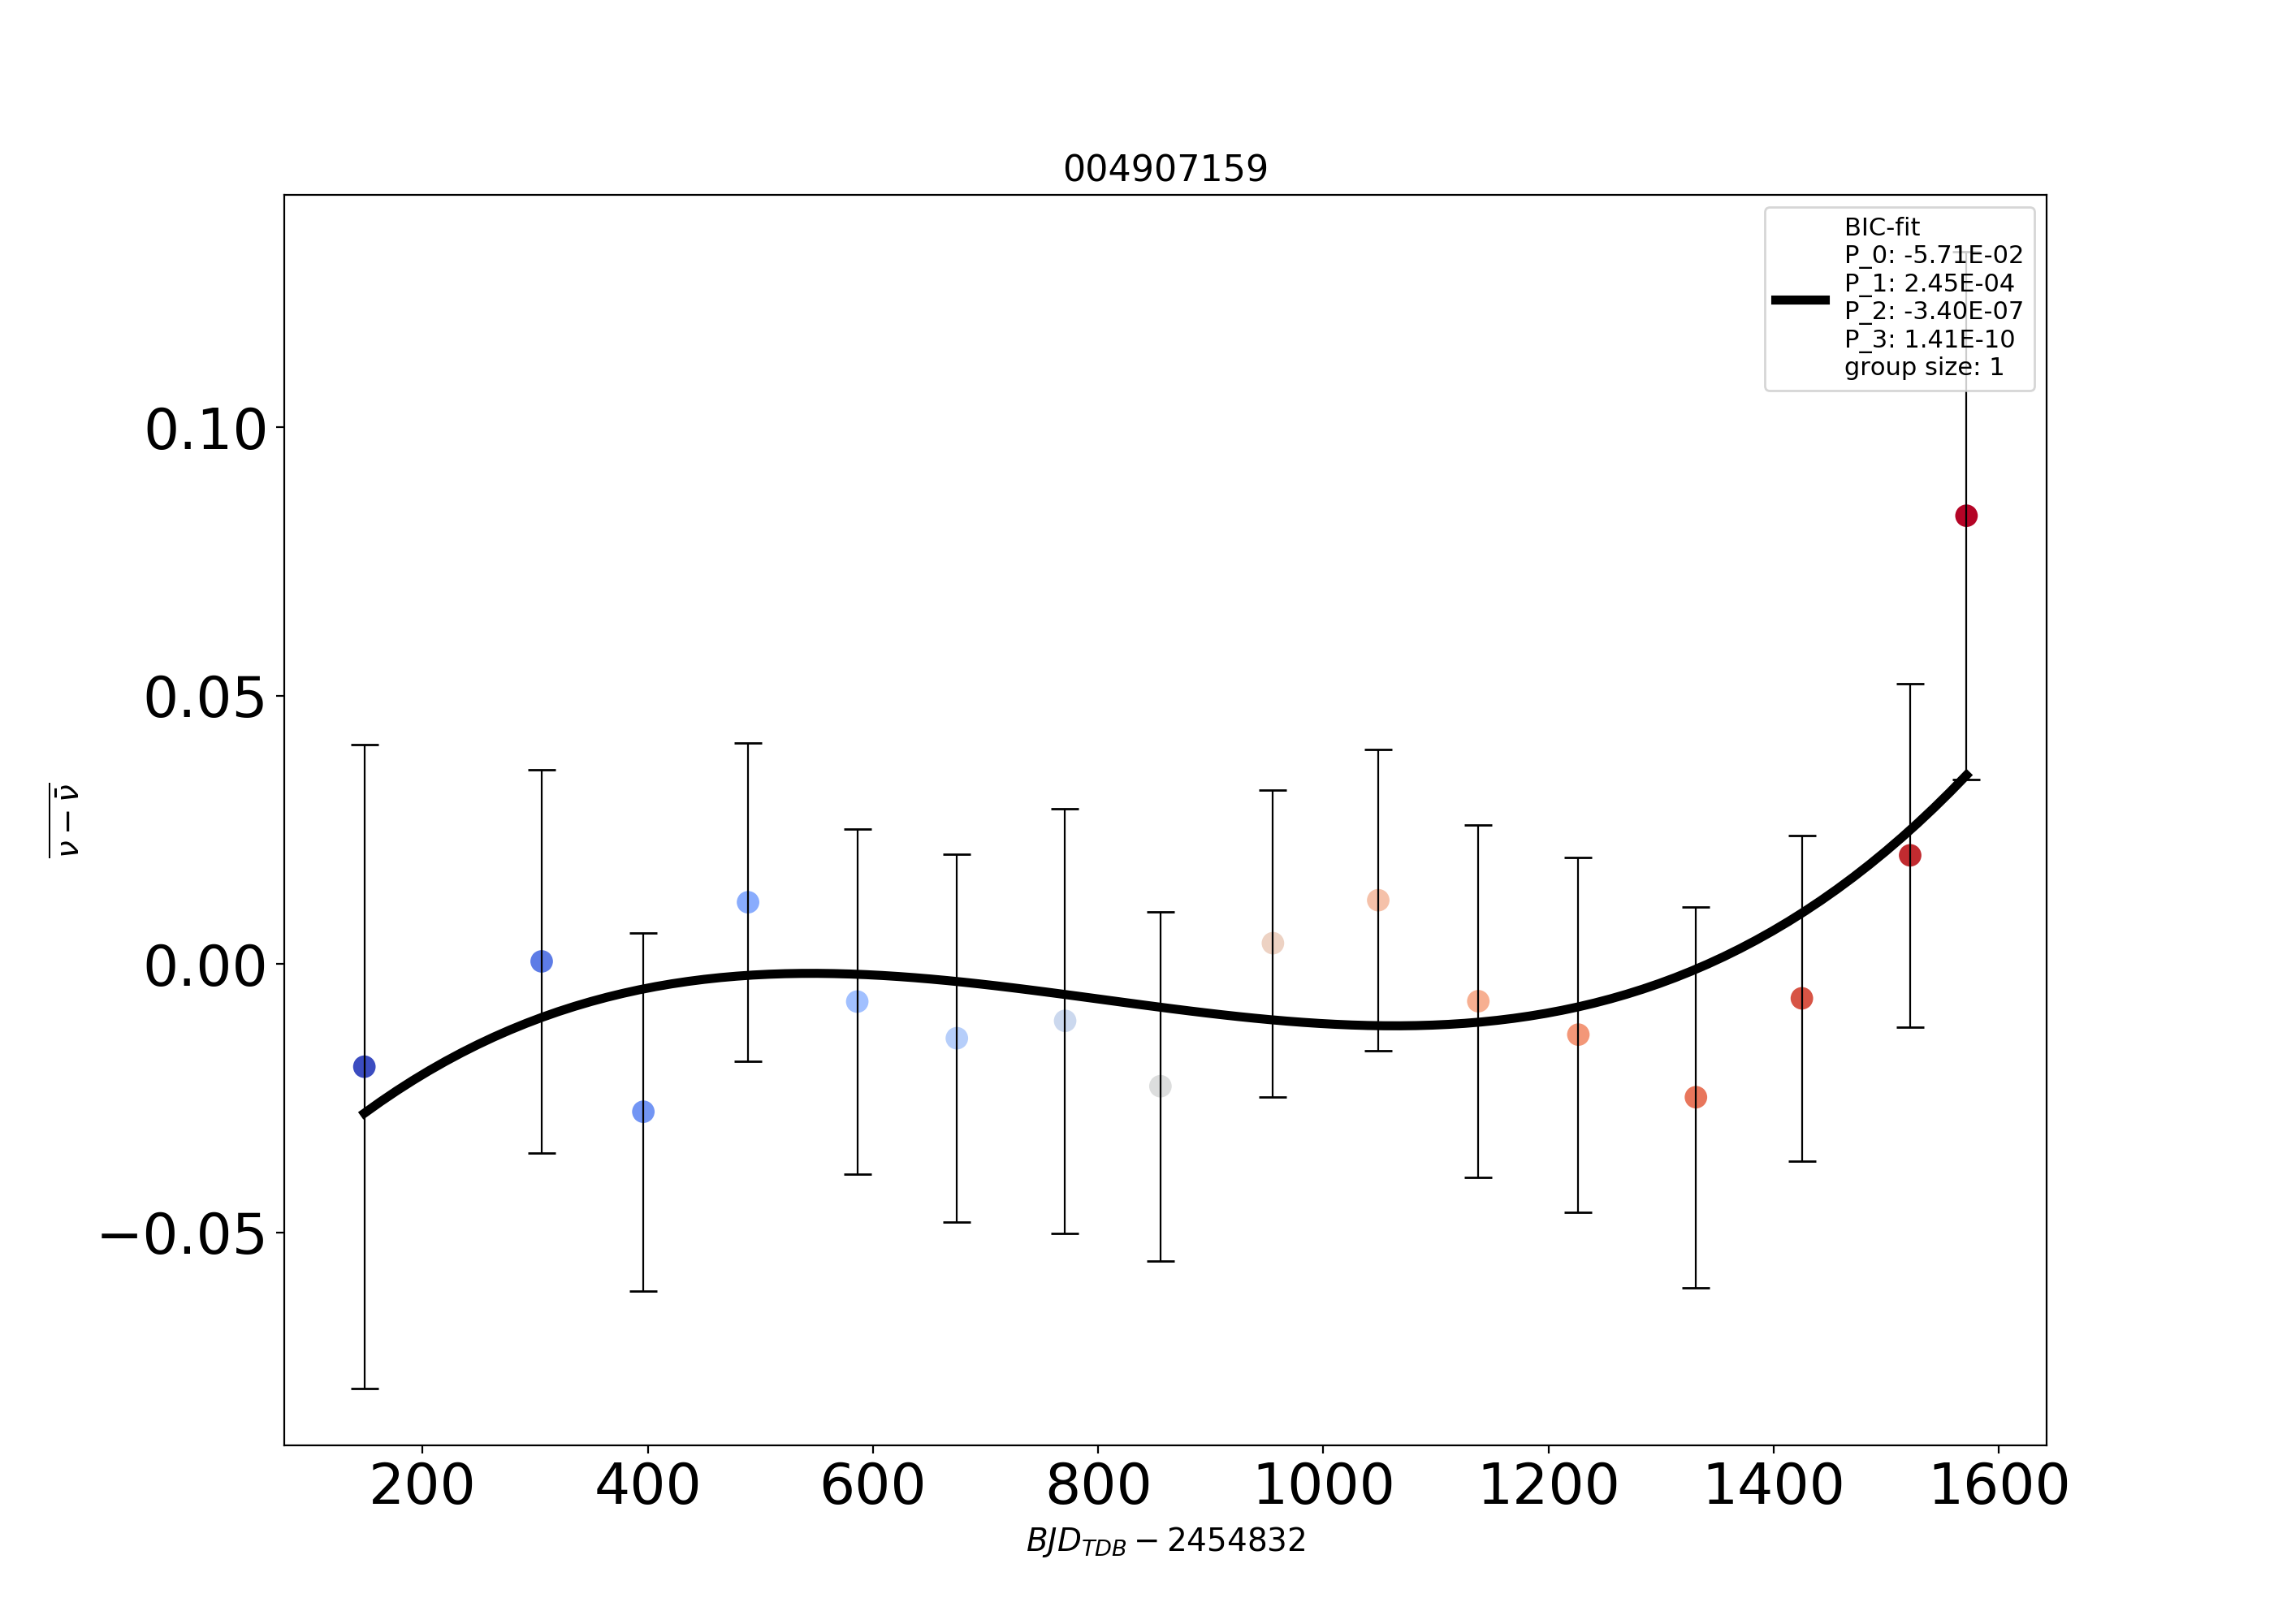 004907159
BIC-fit
P_0: -5.71E-02
P_1: 2.45E-04
P_2: -3.40E-07
P_3: 1.41E-10
group size: 1
0.10
0.05
0.00
−0.05
ν − ν̄
200 400 600 800 1000 1200 1400 1600
BJD_TDB − 2454832